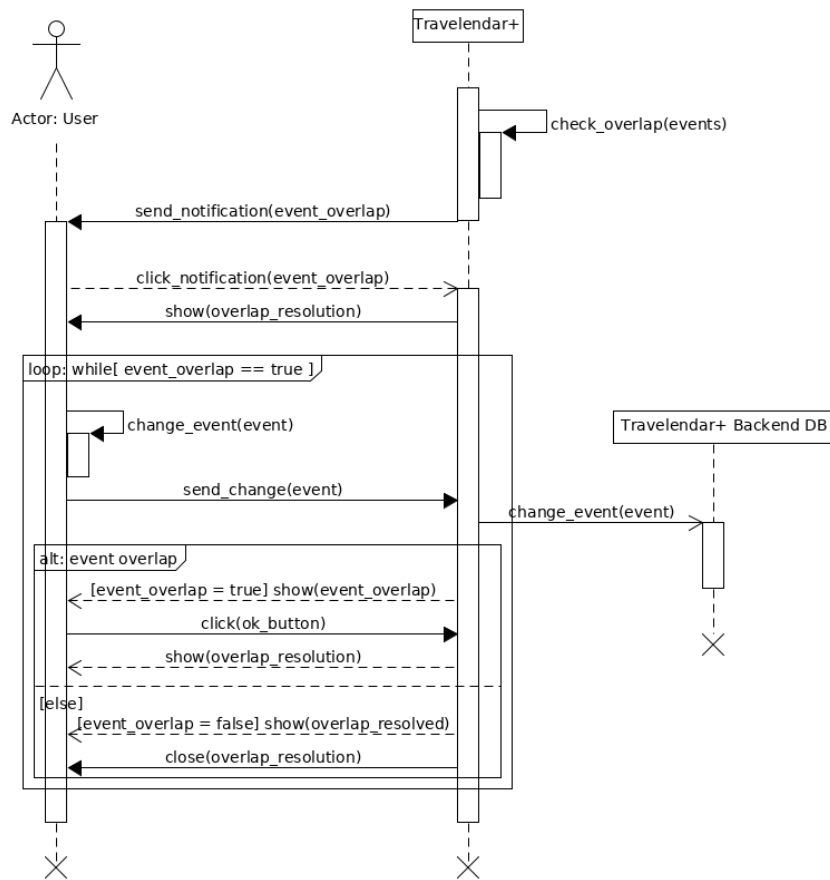 Travelendar+
Actor: User
check_overlap(events)
send_notification(event_overlap)
click_notification(event_overlap)
show(overlap_resolution)
loop: while[ event_overlap == true ]
change_event(event)
Travelendar+ Backend DB
send_change(event)
change_event(event)
alt: event overlap
[event_overlap = true] show(event_overlap)
click(ok_button)
show(overlap_resolution)
[else]
[event_overlap = false] show(overlap_resolved)
close(overlap_resolution)